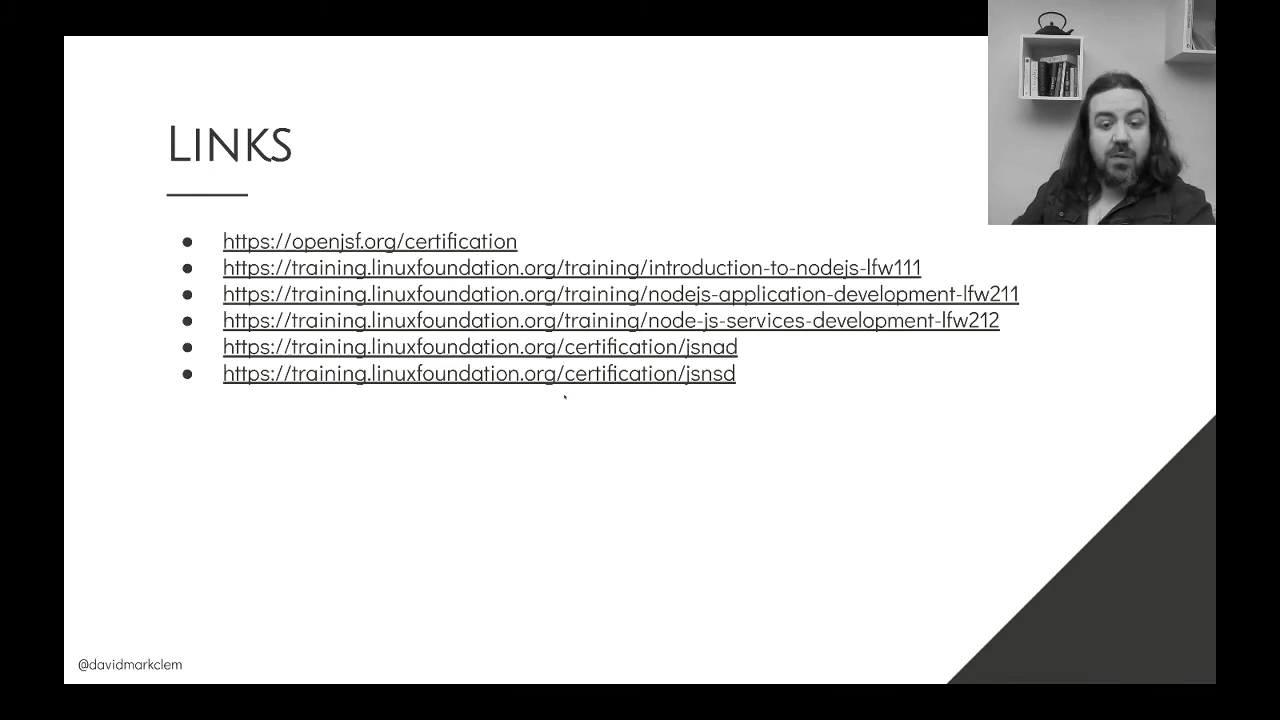 LINKS
https://openjsf.org/certification
https://training.linuxfoundation.org/training/introduction-to-nodejs-lfw111
https://training.linuxfoundation.org/training/nodejs-application-development-lfw211
https://training.linuxfoundation.org/training/node-js-services-development-lfw212
https://training.linuxfoundation.org/certification/jsnad
https://training.linuxfoundation.org/certification/jsnsd
@davidmarkclem